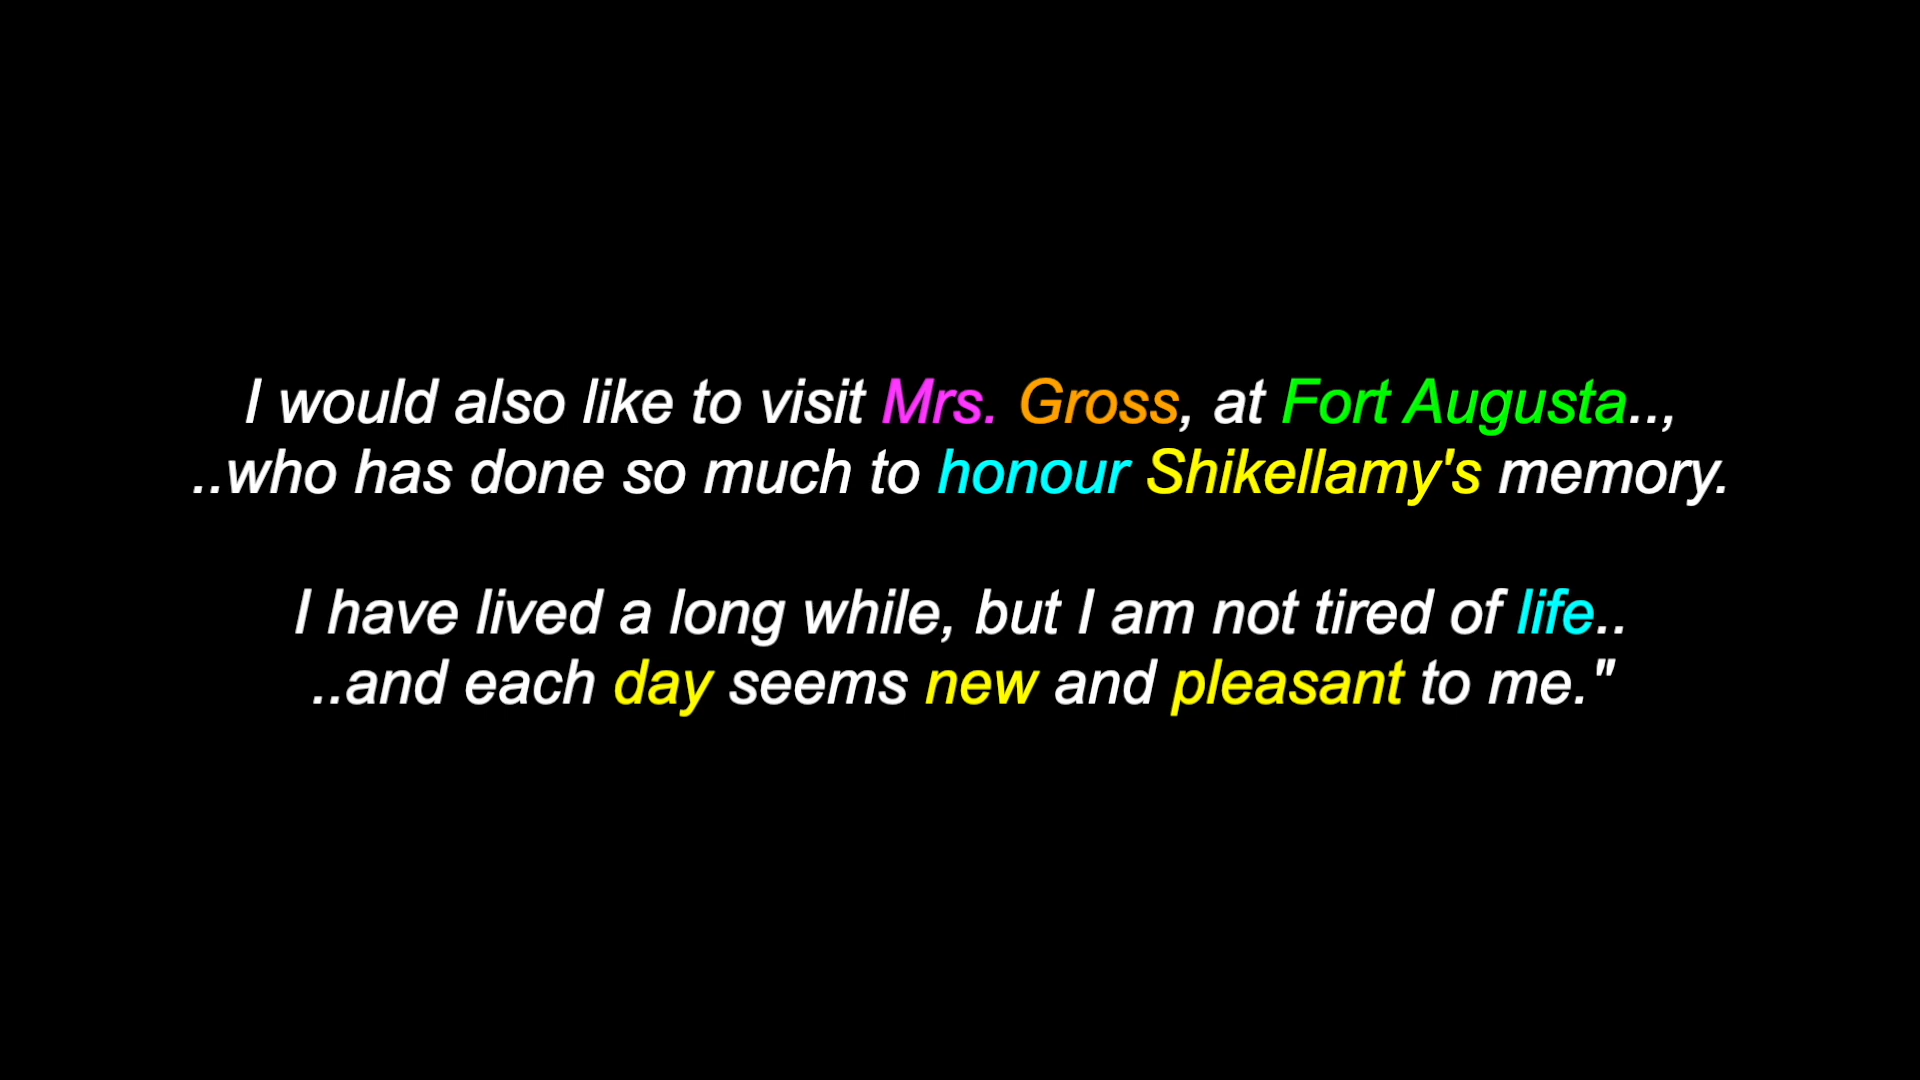 I would also like to visit Mrs. Gross, at Fort Augusta..,
..who has done so much to honour Shikellamy's memory.
I have lived a long while, but I am not tired of life..
..and each day seems new and pleasant to me."